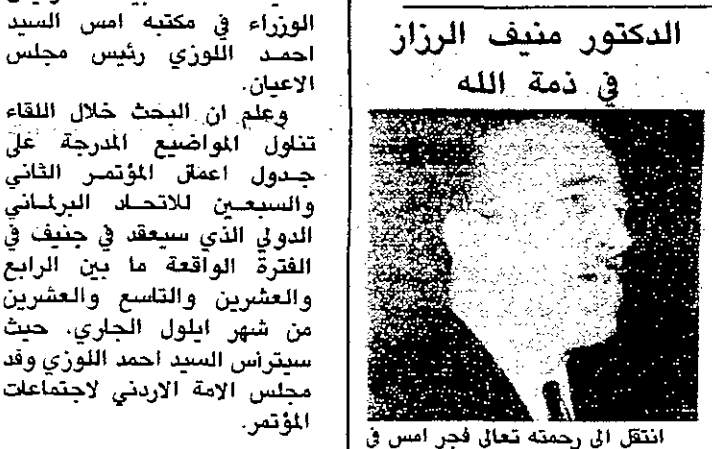 الدكتور منيف الرزاز
في ذمة الله
انتقل الى رحمته تعالى فجر امس في
الوزراء في مكتبه امس السيد
احمد اللوزي رئيس مجلس
الاعيان.
وعلم ان البحث خلال اللقاء
تناول المواضيع المدرجة على
جدول اعمال المؤتمر الثاني
والسبعين للاتحاد البرلماني
الدولي الذي سيعقد في جنيف في
الفترة الواقعة ما بين الرابع
والعشرين والتاسع والعشرين
من شهر ايلول الجاري، حيث
سيترأس السيد احمد اللوزي وفد
مجلس الامة الاردني لاجتماعات
المؤتمر.